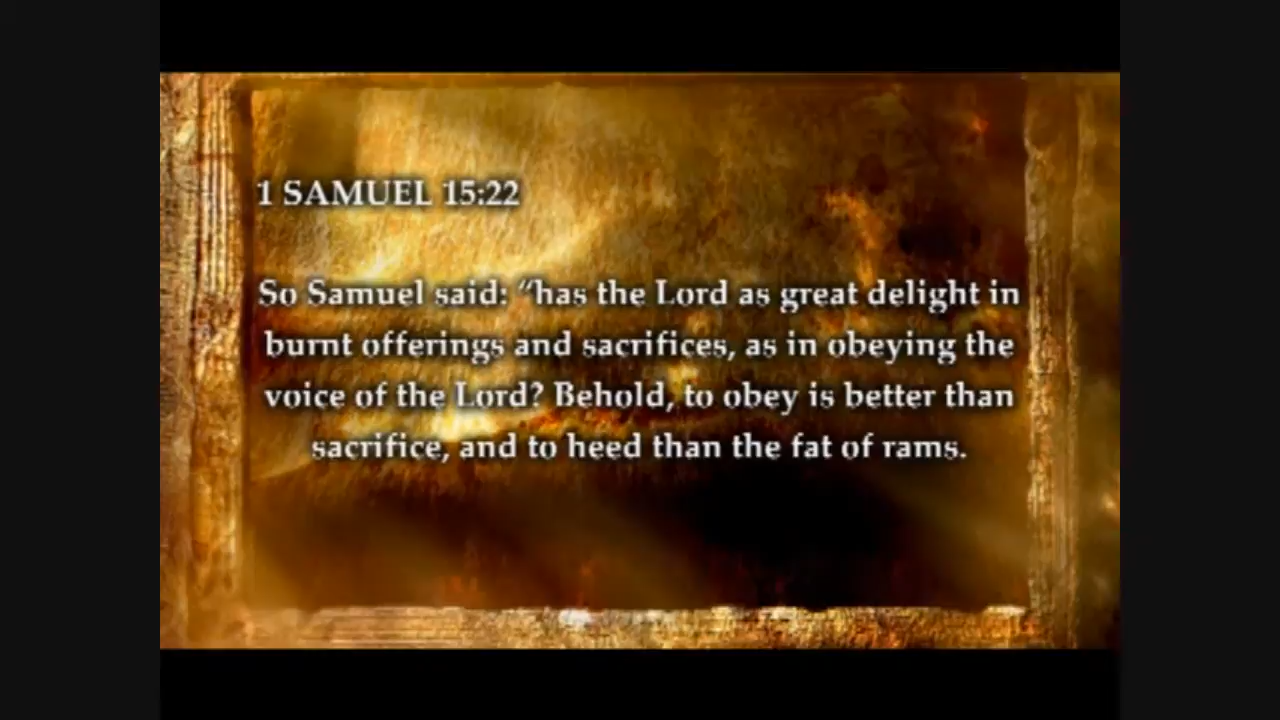 1 SAMUEL 15:22
So Samuel said: “has the Lord as great delight in
burnt offerings and sacrifices, as in obeying the
voice of the Lord? Behold, to obey is better than
sacrifice, and to heed than the fat of rams.